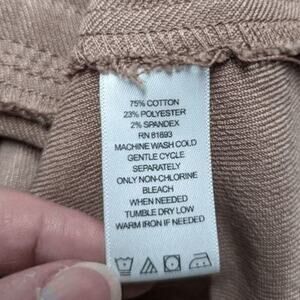 75% COTTON
23% POLYESTER
2% SPANDEX
RN 81893
MACHINE WASH COLD
GENTLE CYCLE
SEPARATELY
ONLY NON-CHLORINE
BLEACH
WHEN NEEDED
TUMBLE DRY LOW
WARM IRON IF NEEDED